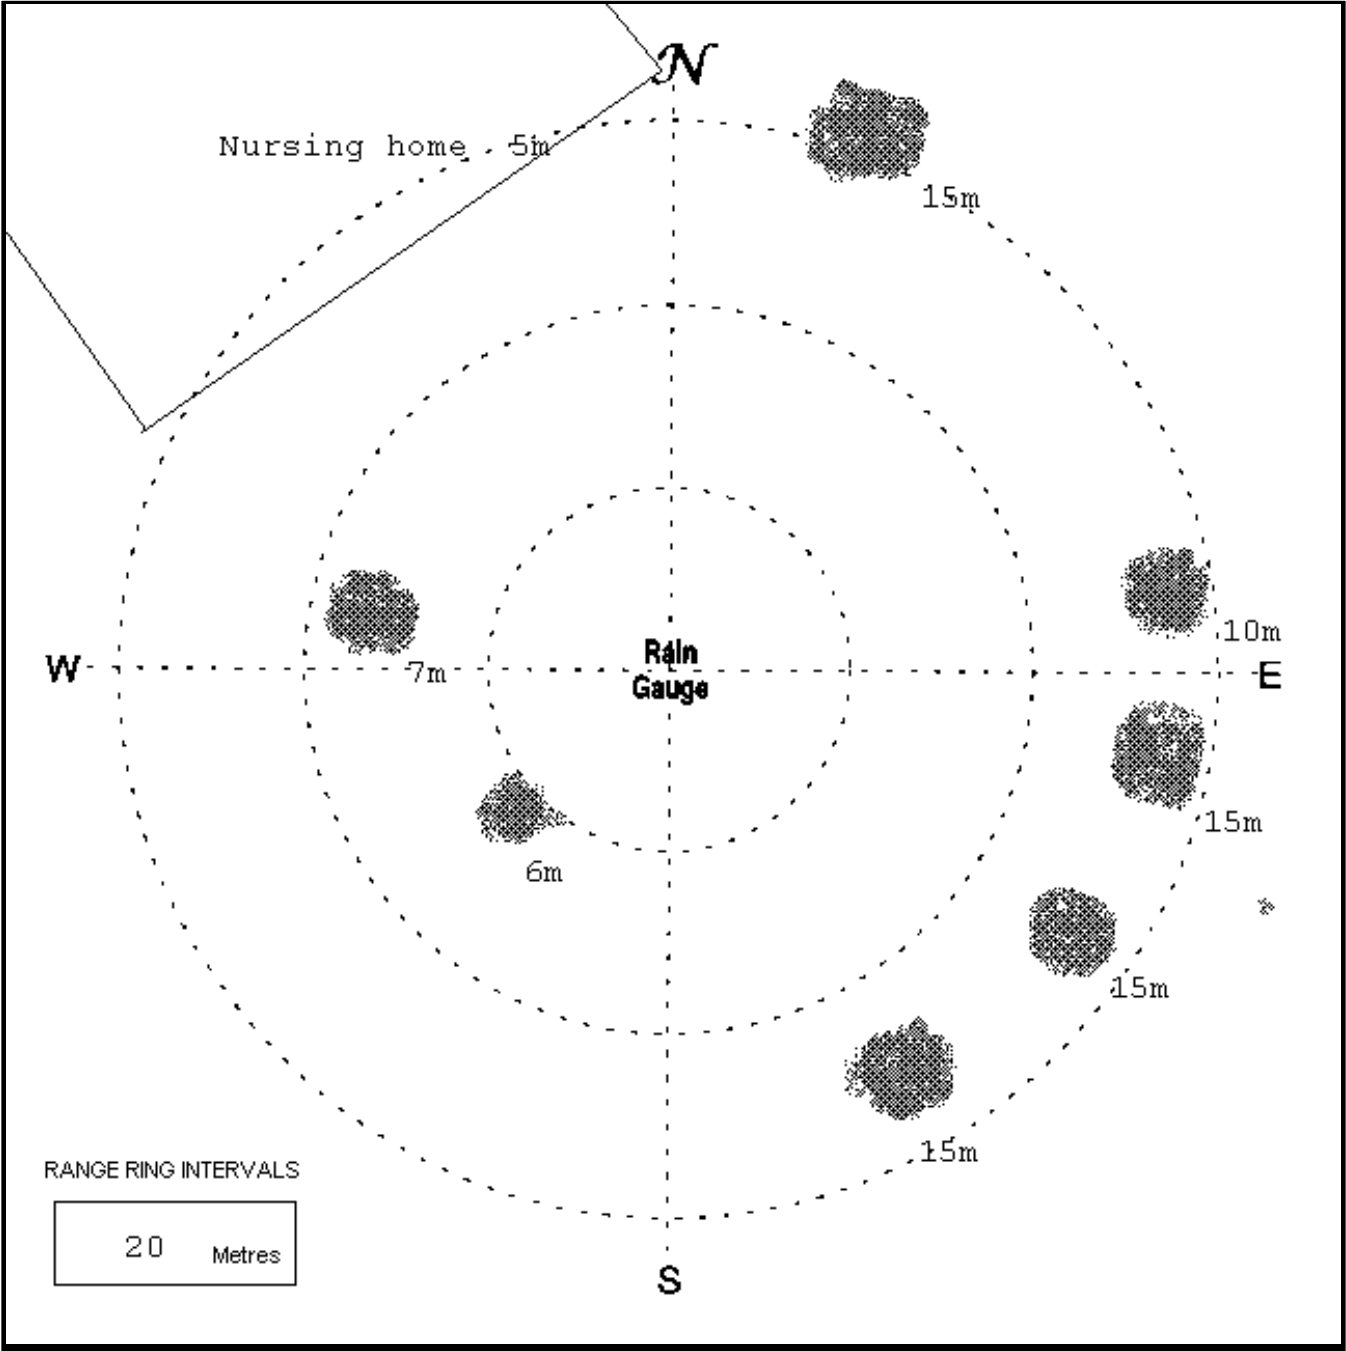 N
Nursing home 5m
15m
Rain
Gauge
10m
W
7m
E
15m
6m
15m
15m
RANGE RING INTERVALS
20 Metres
S